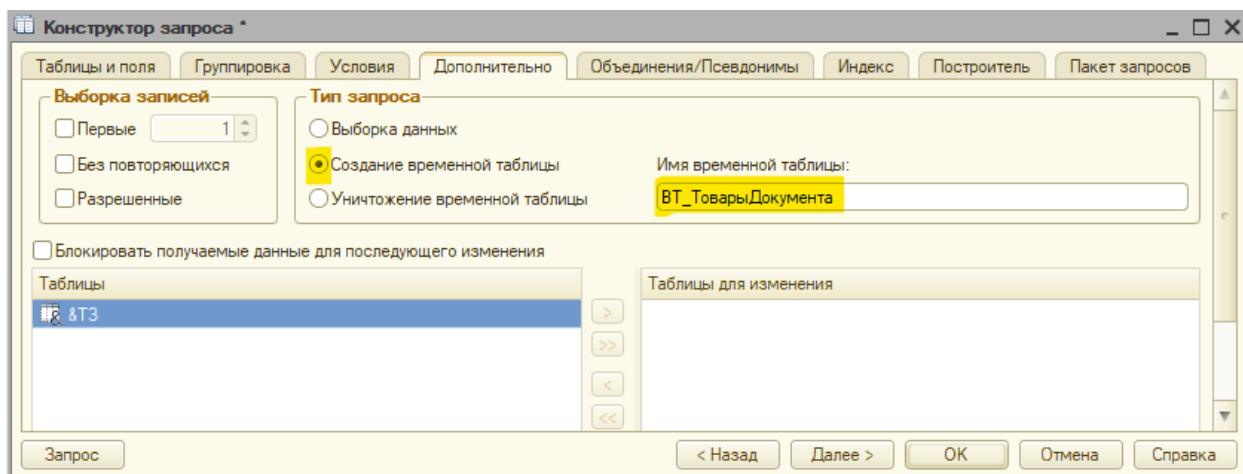 Конструктор запроса *
Таблицы и поля Группировка Условия Дополнительно Объединения/Псевдонимы Индекс Построитель Пакет запросов
Выборка записей Тип запроса
Первые 1 Выборка данных
Без повторяющихся Создание временной таблицы Имя временной таблицы:
Разрешенные Уничтожение временной таблицы ВТ_ТоварыДокумента
Блокировать получаемые данные для последующего изменения
Таблицы Таблицы для изменения
&ТЗ > >> < <<
Запрос < Назад Далее > OK Отмена Справка